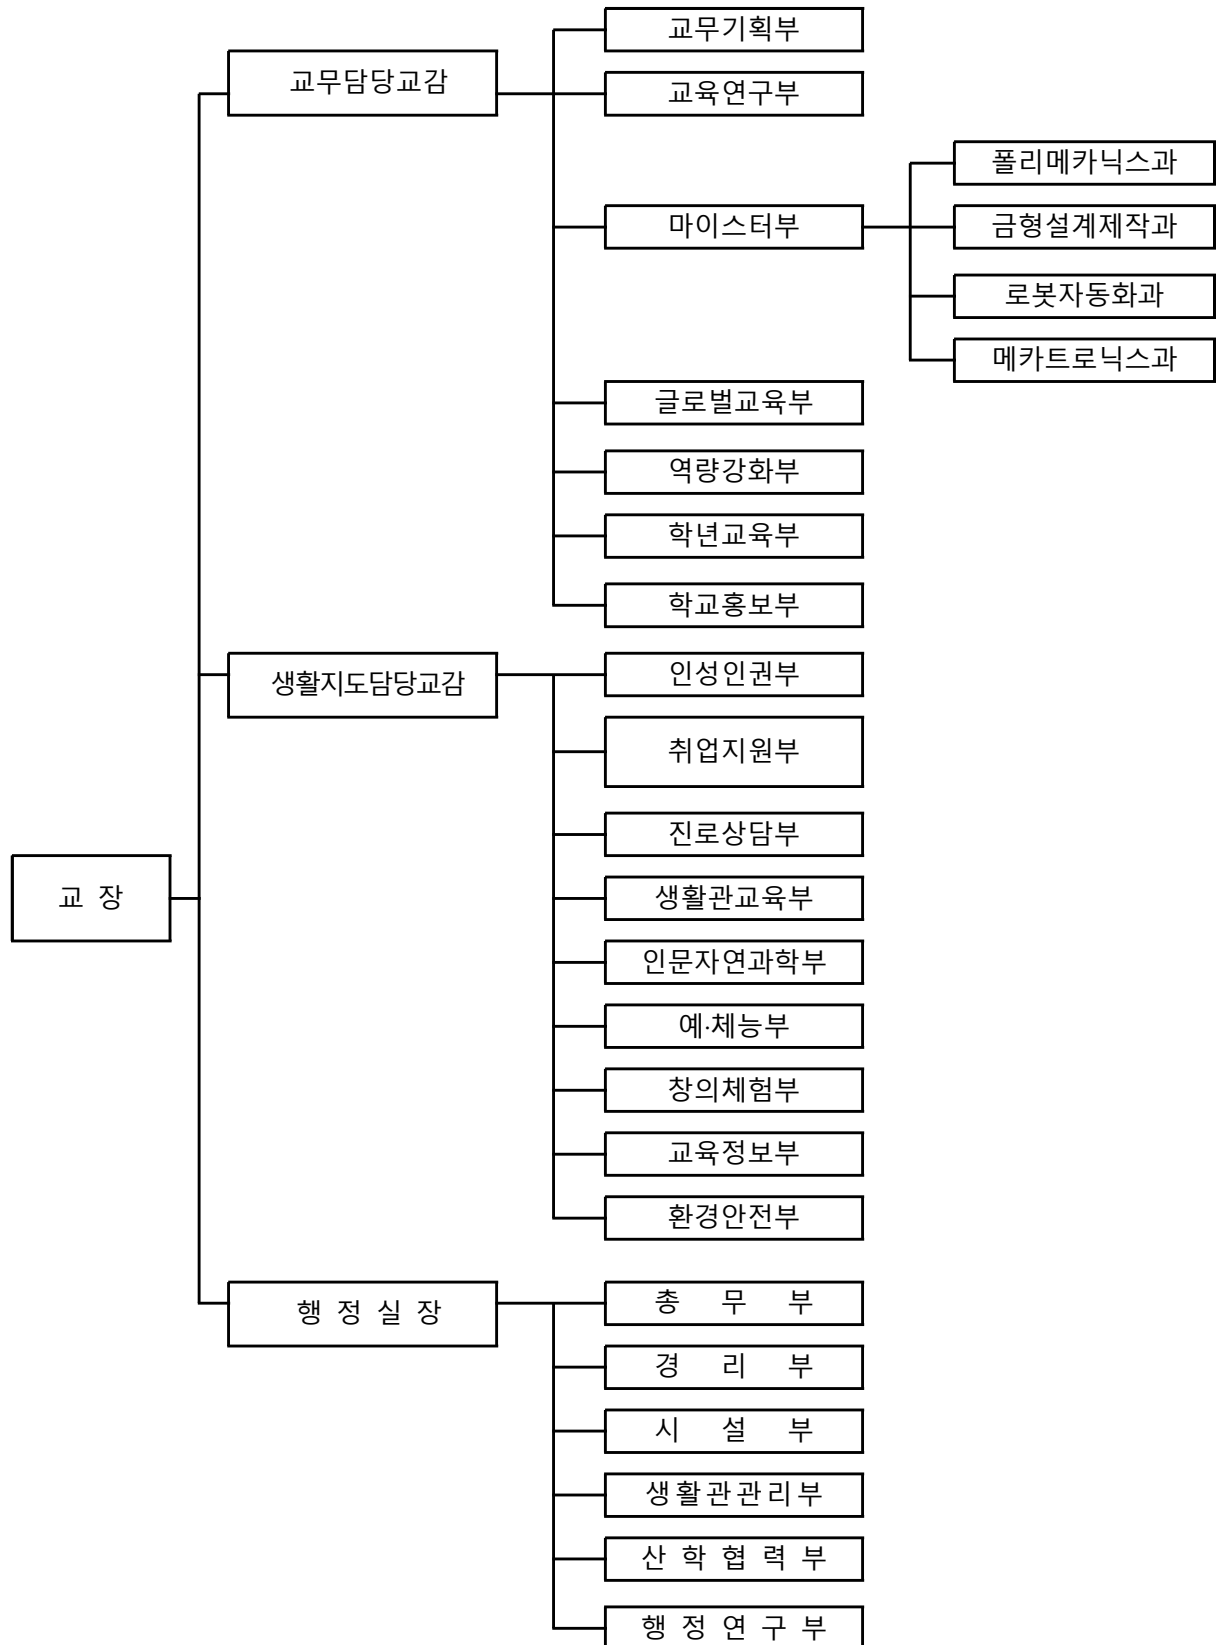 교무기획부
교무담당교감
교육연구부
폴리메카닉스과
마이스터부
금형설계제작과
로봇자동화과
메카트로닉스과
글로벌교육부
역량강화부
학년교육부
학교홍보부
생활지도담당교감
인성인권부
취업지원부
진로상담부
교 장
생활관교육부
인문자연과학부
예·체능부
창의체험부
교육정보부
환경안전부
행 정 실 장
총 무 부
경 리 부
시 설 부
생활관관리부
산 학 협 력 부
행 정 연 구 부